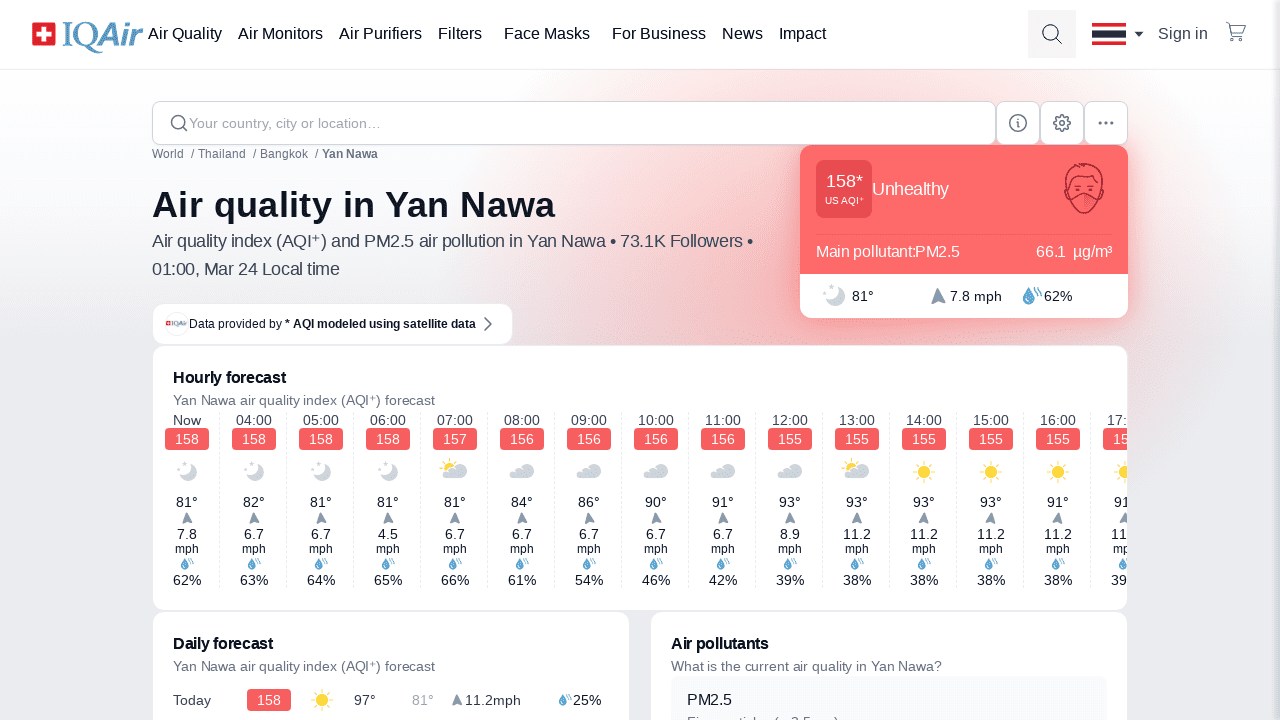 IQAir Air Quality Air Monitors Air Purifiers Filters Face Masks For Business News Impact Sign in
Your country, city or location...
World / Thailand / Bangkok / Yan Nawa
Air quality in Yan Nawa
Air quality index (AQI⁺) and PM2.5 air pollution in Yan Nawa • 73.1K Followers •
01:00, Mar 24 Local time
158*
US AQI⁺
Unhealthy
Main pollutant:PM2.5 66.1 µg/m³
81° 7.8 mph 62%
IQAir Data provided by * AQI modeled using satellite data
Hourly forecast
Yan Nawa air quality index (AQI⁺) forecast
Now 04:00 05:00 06:00 07:00 08:00 09:00 10:00 11:00 12:00 13:00 14:00 15:00 16:00 17:
158 158 158 158 157 156 156 156 156 155 155 155 155 155 15
81° 82° 81° 81° 81° 84° 86° 90° 91° 93° 93° 93° 93° 91° 91
7.8 6.7 6.7 4.5 6.7 6.7 6.7 6.7 6.7 8.9 11.2 11.2 11.2 11.2 11
mph mph mph mph mph mph mph mph mph mph mph mph mph mph mp
62% 63% 64% 65% 66% 61% 54% 46% 42% 39% 38% 38% 38% 38% 39
Daily forecast
Yan Nawa air quality index (AQI⁺) forecast
Today 158 97° 81° 11.2mph 25%
Air pollutants
What is the current air quality in Yan Nawa?
PM2.5